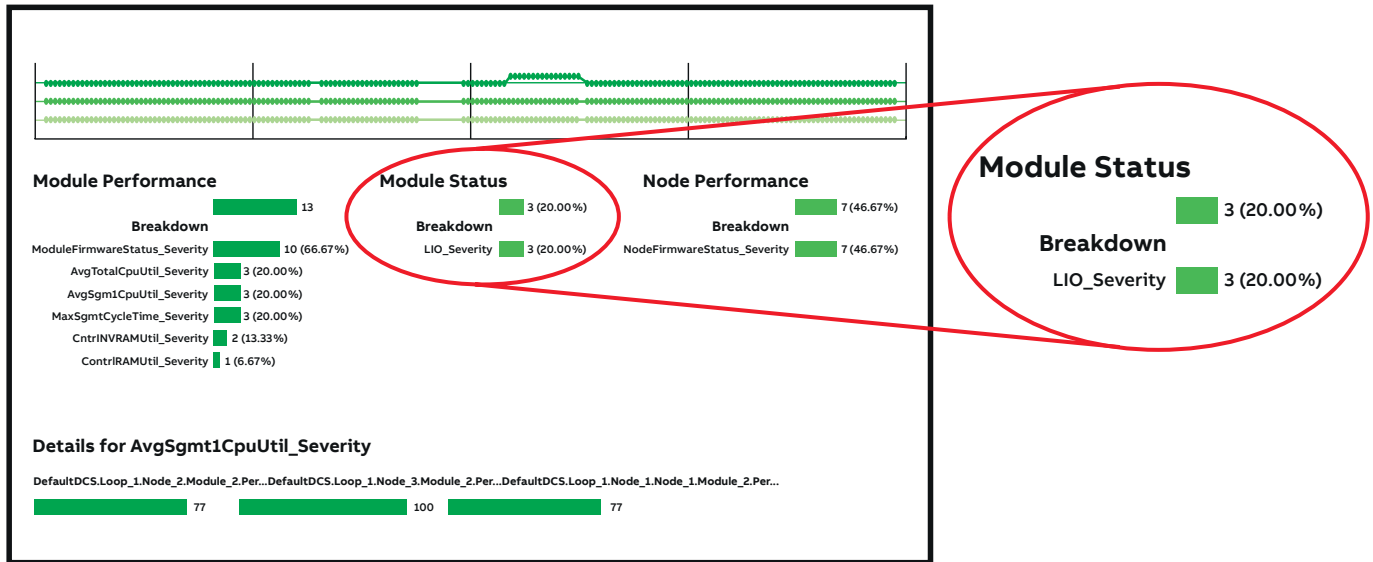 Module Performance
13
Breakdown
ModuleFirmwareStatus_Severity 10 (66.67%)
AvgTotalCpuUtil_Severity 3 (20.00%)
AvgSgm1CpuUtil_Severity 3 (20.00%)
MaxSgmtCycleTime_Severity 3 (20.00%)
CntrlNVRAMUtil_Severity 2 (13.33%)
ContrlRAMUtil_Severity 1 (6.67%)
Module Status
3 (20.00%)
Breakdown
LIO_Severity 3 (20.00%)
Node Performance
7 (46.67%)
Breakdown
NodeFirmwareStatus_Severity 7 (46.67%)
Details for AvgSgmt1CpuUtil_Severity
DefaultDCS.Loop_1.Node_2.Module_2.Per...DefaultDCS.Loop_1.Node_3.Module_2.Per...DefaultDCS.Loop_1.Node_1.Node_1.Module_2.Per...
77 100 77
Module Status
3 (20.00%)
Breakdown
LIO_Severity 3 (20.00%)